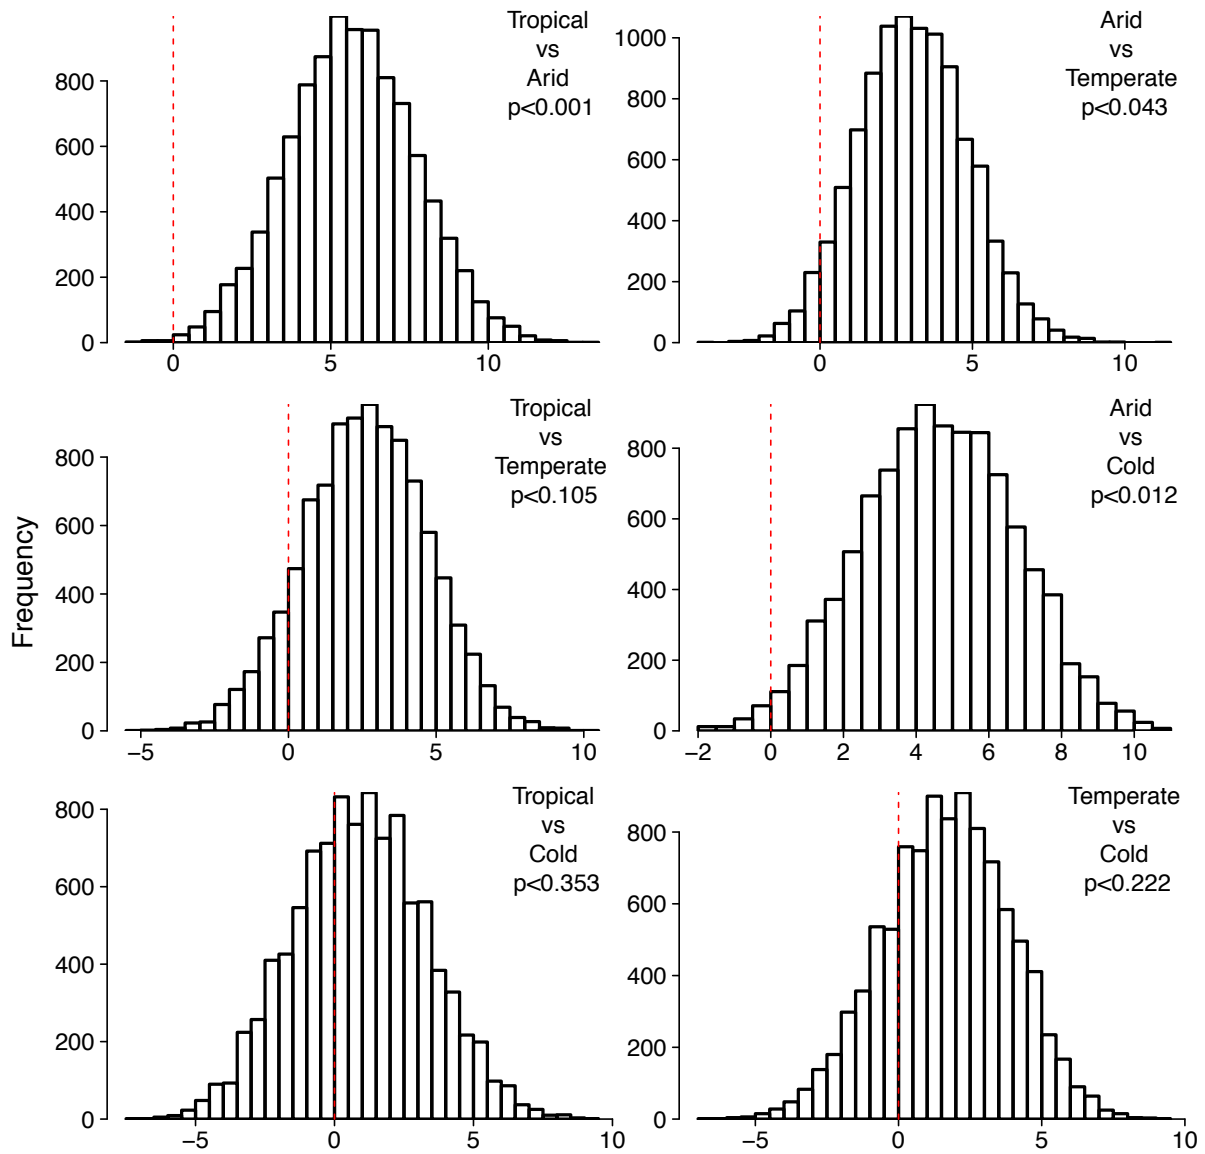 Tropical
vs
Arid
p<0.001
800
600
400
200
0
0
5
10
Arid
vs
Temperate
p<0.043
1000
800
600
400
200
0
0
5
10
Frequency
Tropical
vs
Temperate
p<0.105
800
600
400
200
0
−5
0
5
10
Arid
vs
Cold
p<0.012
800
600
400
200
0
−2
0
2
4
6
8
10
Tropical
vs
Cold
p<0.353
800
600
400
200
0
−5
0
5
10
Temperate
vs
Cold
p<0.222
800
600
400
200
0
−5
0
5
10